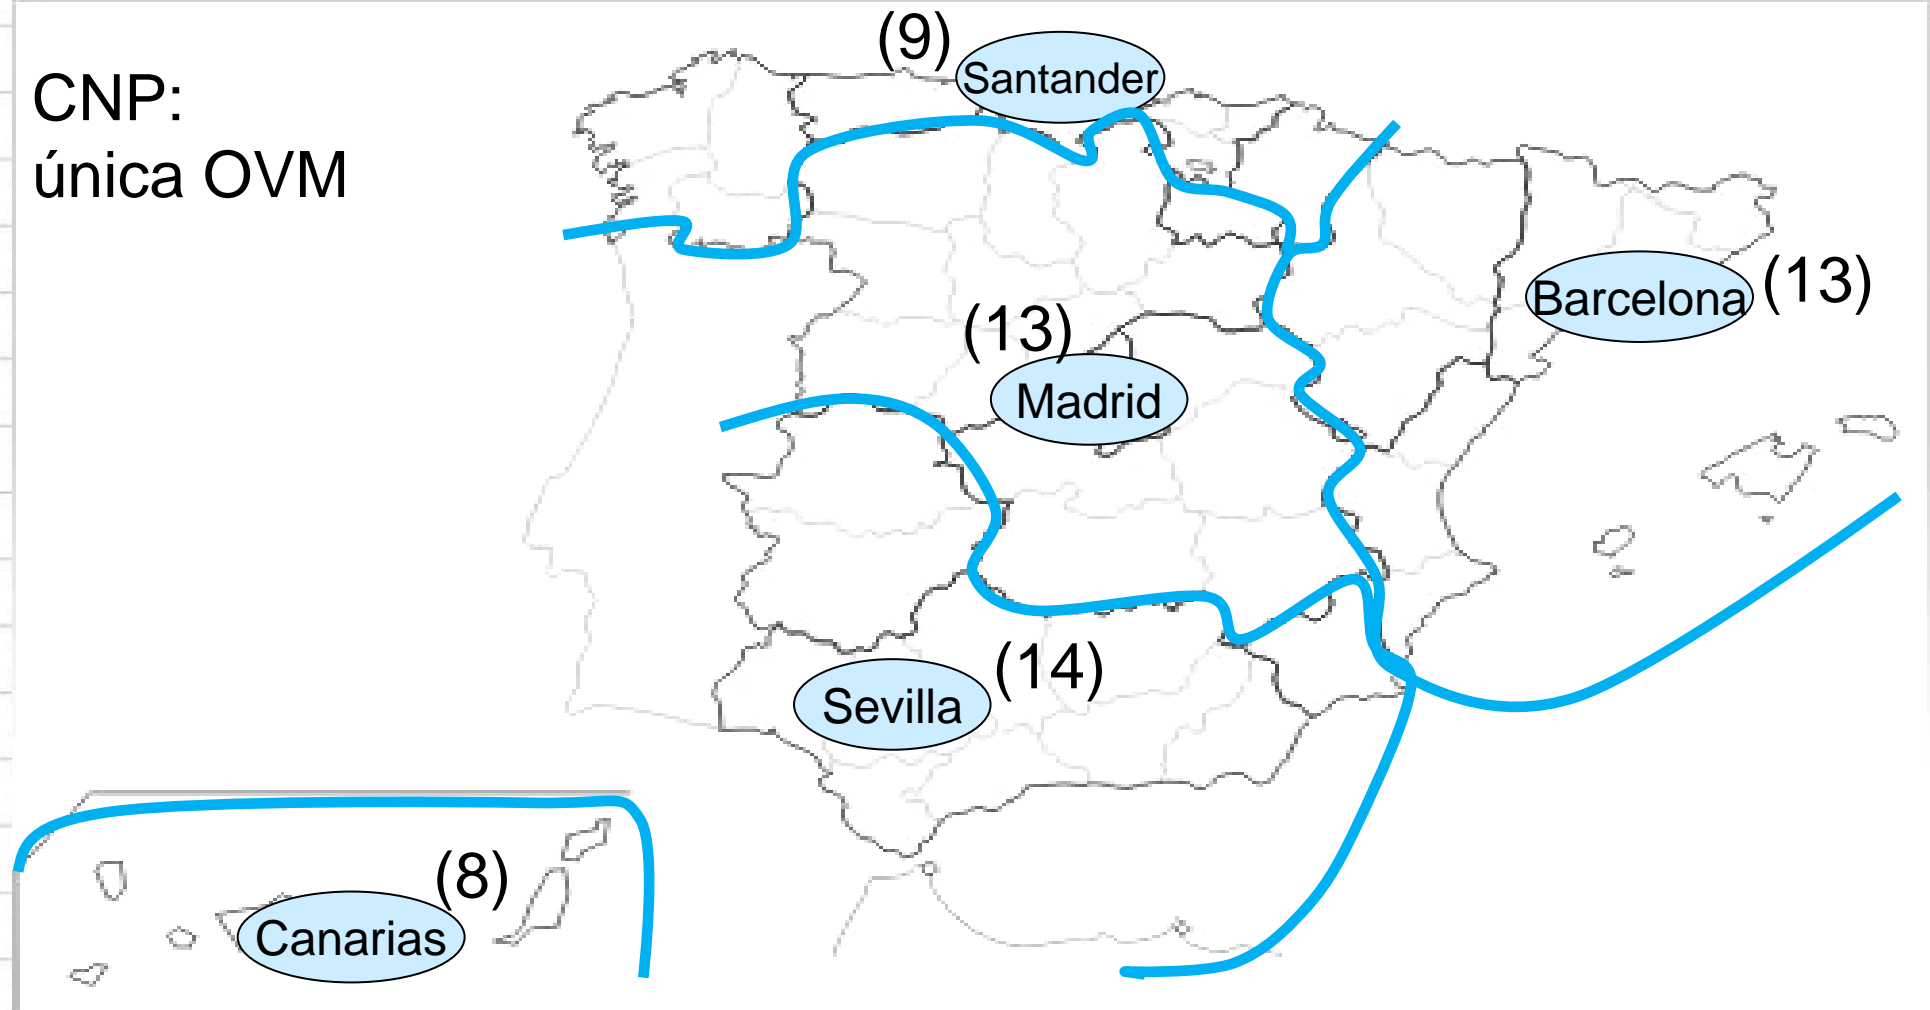 CNP:
única OVM
(9)
Santander
Barcelona (13)
(13)
Madrid
Sevilla (14)
(8)
Canarias